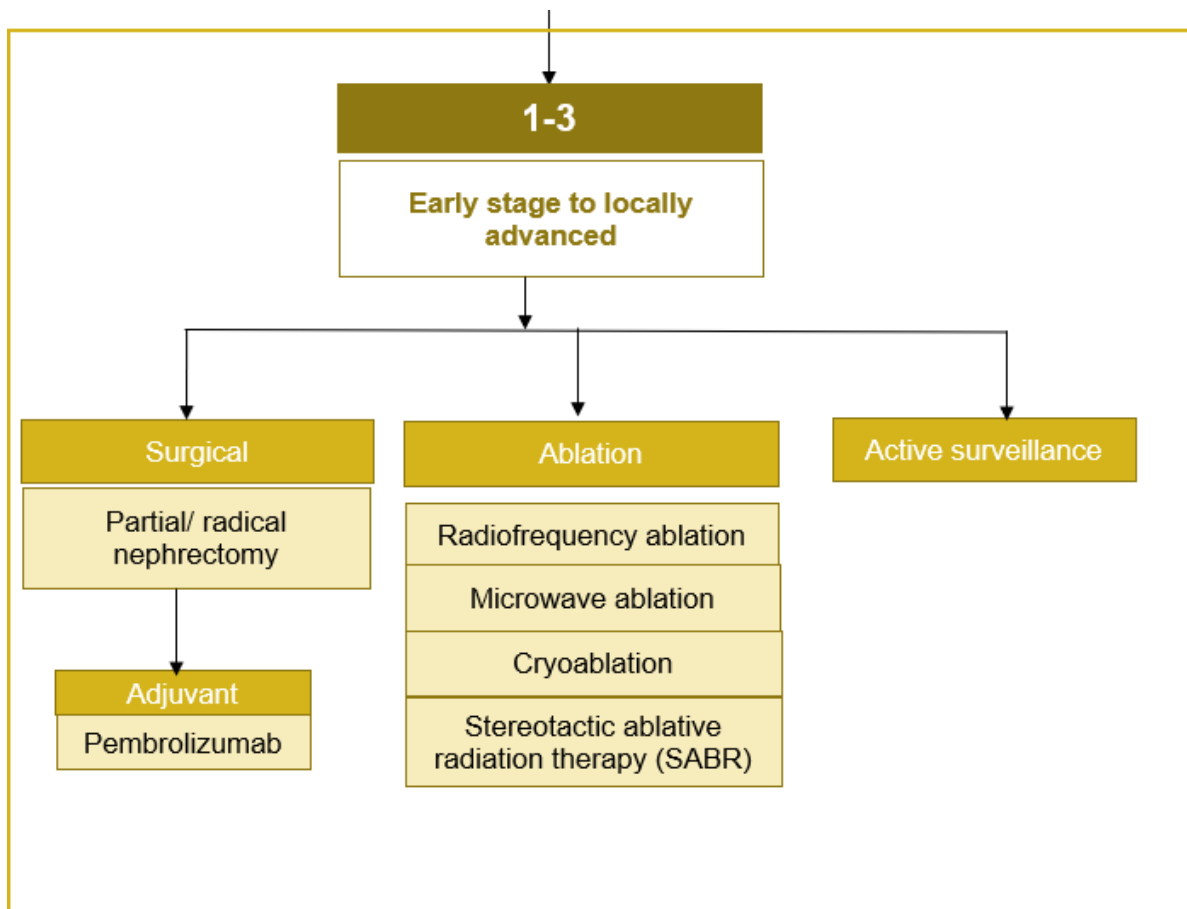 1-3
Early stage to locally
advanced
Surgical
Partial/ radical
nephrectomy
Adjuvant
Pembrolizumab
Ablation
Radiofrequency ablation
Microwave ablation
Cryoablation
Stereotactic ablative
radiation therapy (SABR)
Active surveillance